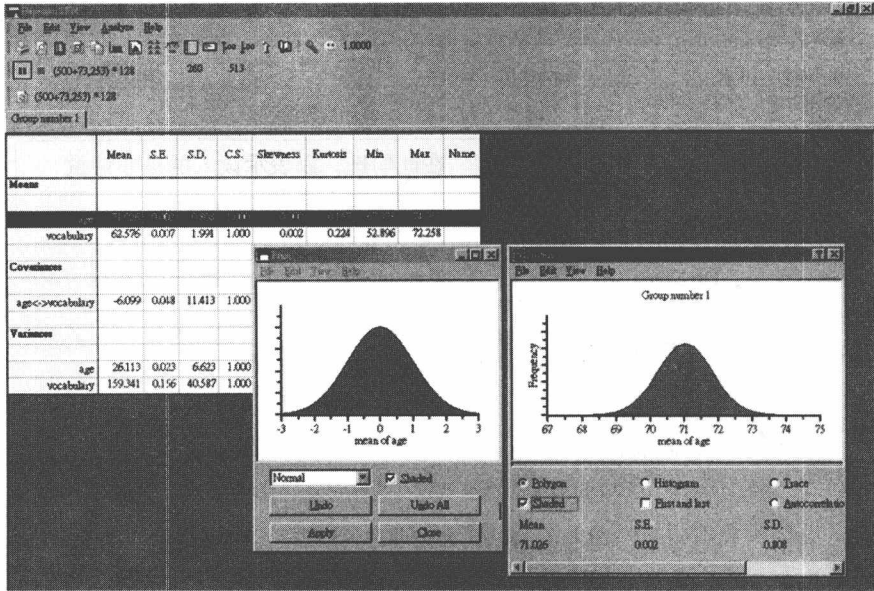 File Edit View Analyze Help
1.0000
(500+73,253) *128 260 513
(500+73,253) *128
Group number 1
Mean S.E. S.D. C.S. Skewness Kurtosis Min Max Name
Means
age
vocabulary 62.576 0.007 1.991 1.000 0.002 0.224 52.896 72.258
Covariances
age<->vocabulary -6.099 0.048 11.413 1.000
Variances
age 26.113 0.023 6.623 1.000
vocabulary 159.341 0.156 40.587 1.000
File Edit View Help
-3 -2 -1 0 1 2 3
mean of age
Normal Shaded
Undo Undo All
Apply Close
File Edit View Help
Group number 1
Frequency
67 68 69 70 71 72 73 74 75
mean of age
Polygon Histogram Trace
Shaded First and last Autocorrelatio
Mean S.E. S.D.
71.026 0.002 0.808